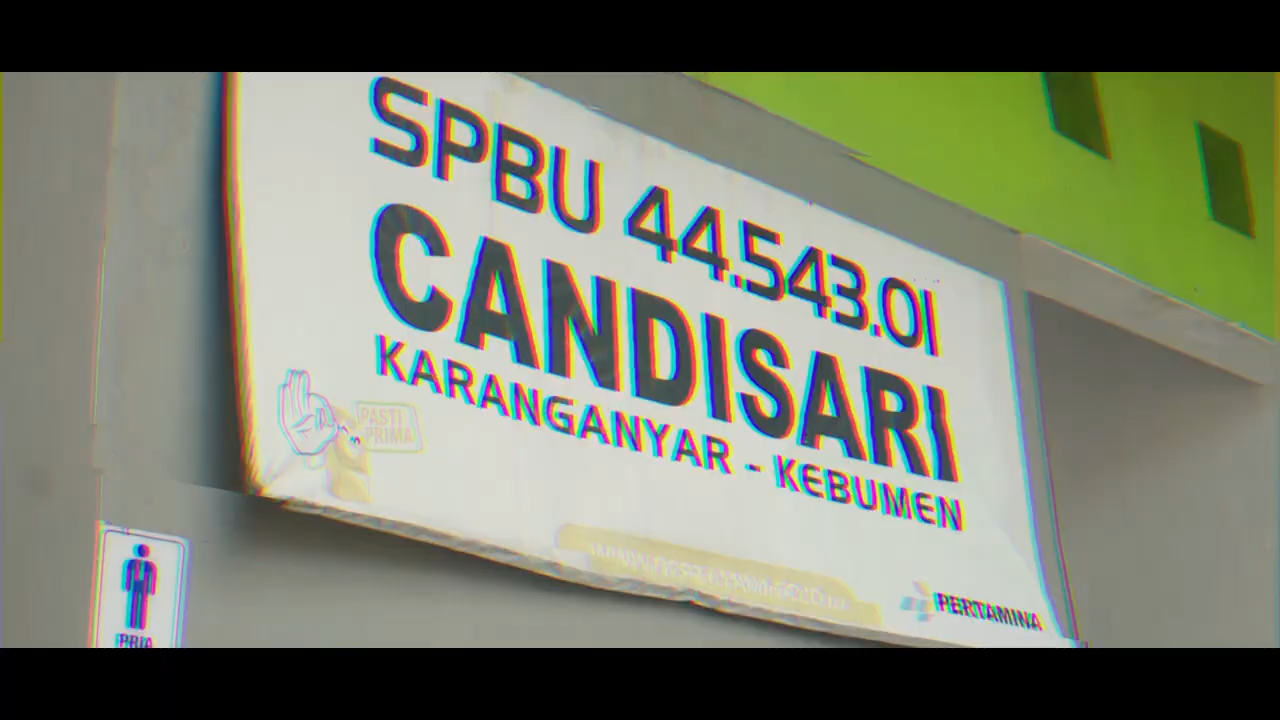 SPBU 44.543.01
CANDISARI
KARANGANYAR - KEBUMEN
PASTI
PRIMA
PERTAMINA
PRIA